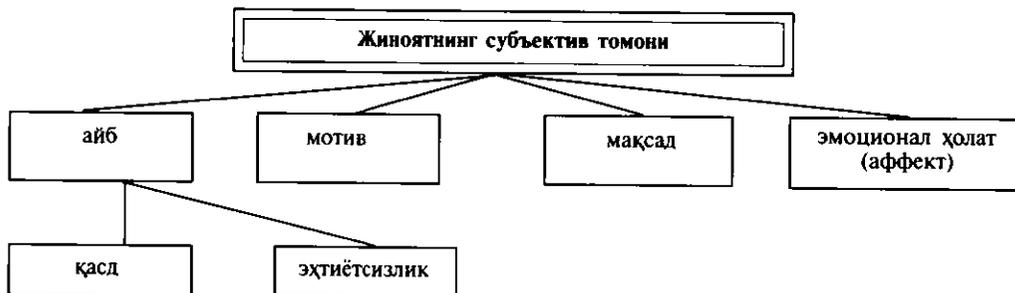 Жиноятнинг субъектив томони
айб
мотив
мақсад
эмоционал ҳолат
(аффект)
қасд
эҳтиётсизлик